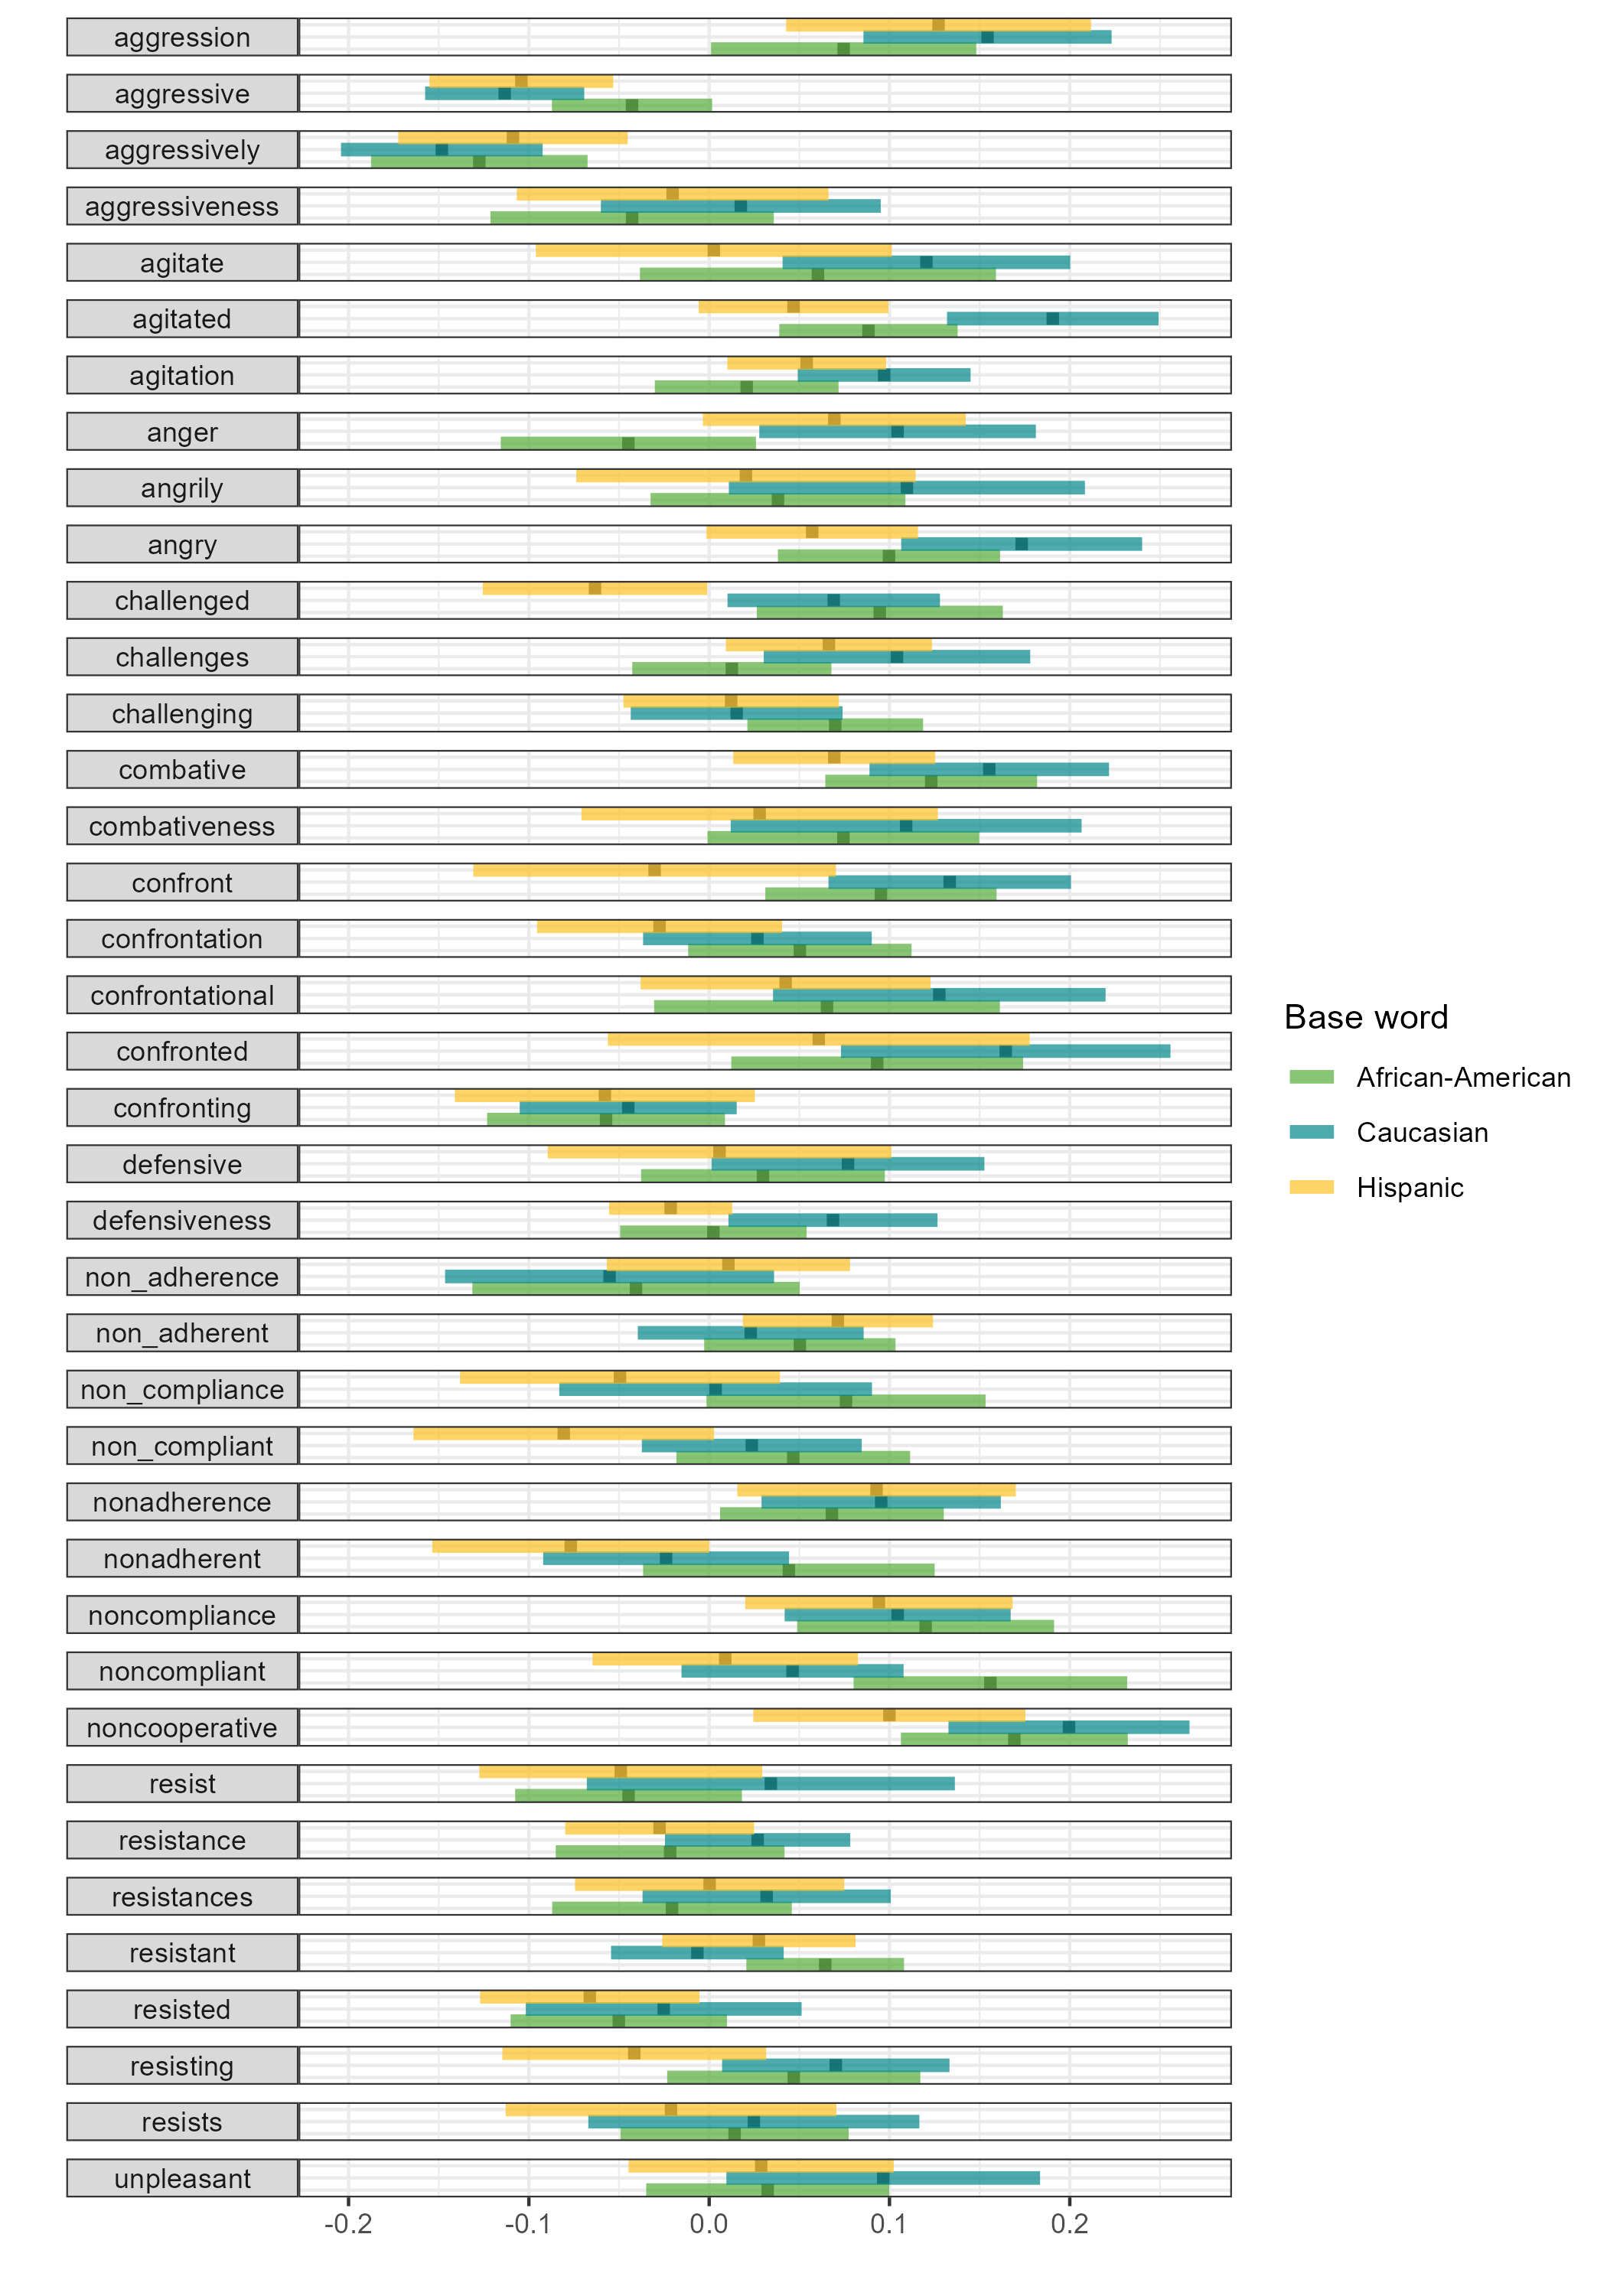 aggression
aggressive
aggressively
aggressiveness
agitate
agitated
agitation
anger
angrily
angry
challenged
challenges
challenging
combative
combativeness
confront
confrontation
confrontational
confronted
confronting
defensive
defensiveness
non_adherence
non_adherent
non_compliance
non_compliant
nonadherence
nonadherent
noncompliance
noncompliant
noncooperative
resist
resistance
resistances
resistant
resisted
resisting
resists
unpleasant
-0.2 -0.1 0.0 0.1 0.2
Base word
African-American
Caucasian
Hispanic